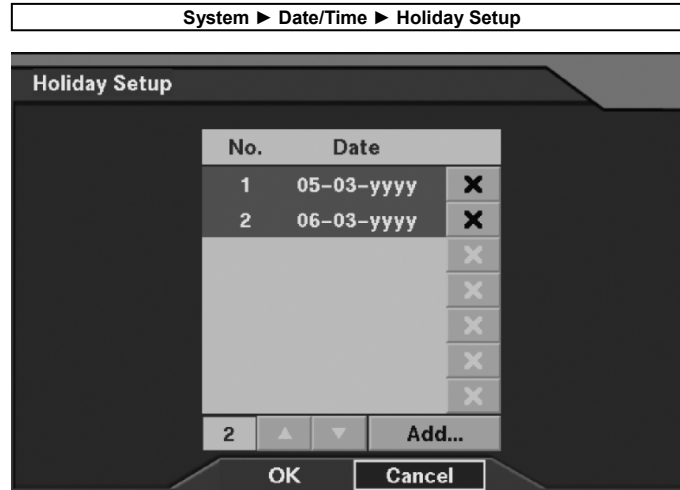 System ► Date/Time ► Holiday Setup
Holiday Setup
No. Date
1 05-03-yyyy
2 06-03-yyyy
2 Add...
OK Cancel